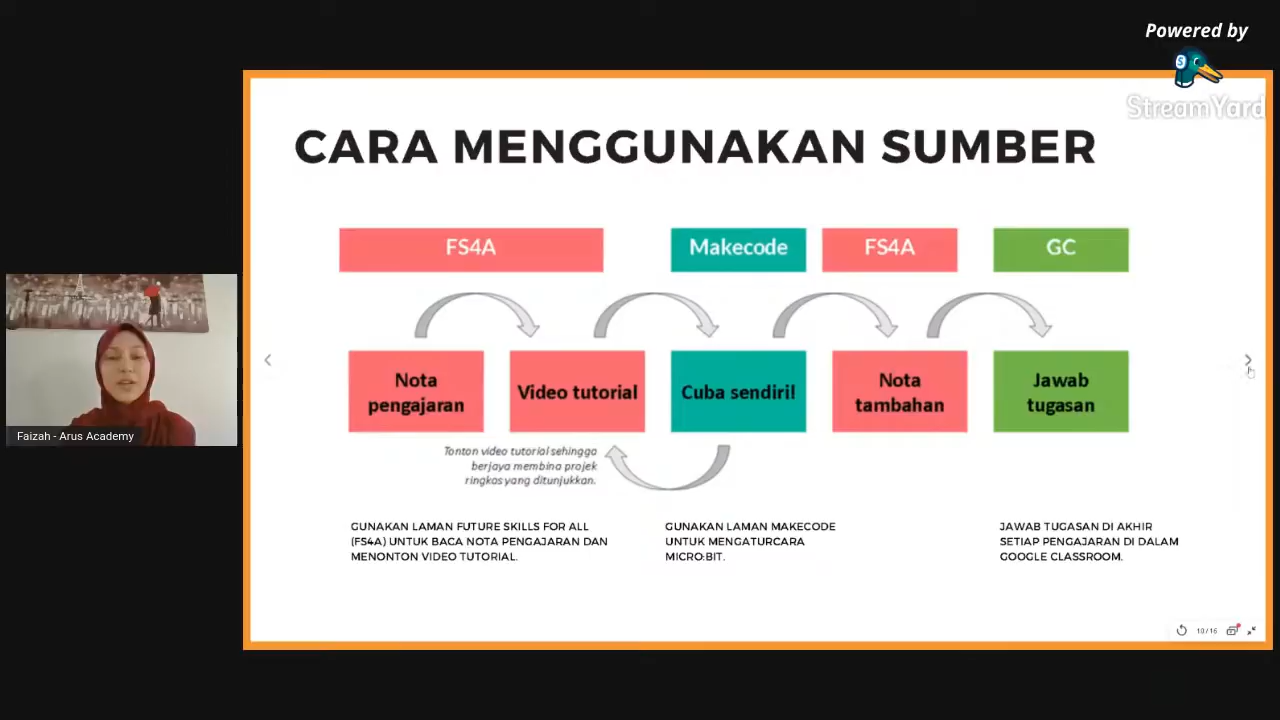 Powered by
StreamYard
CARA MENGGUNAKAN SUMBER
FS4A
Makecode
FS4A
GC
Nota
pengajaran
Video tutorial
Cuba sendiri!
Nota
tambahan
Jawab
tugasan
Tonton video tutorial sehingga
berjaya membina projek
ringkas yang ditunjukkan.
GUNAKAN LAMAN FUTURE SKILLS FOR ALL
(FS4A) UNTUK BACA NOTA PENGAJARAN DAN
MENONTON VIDEO TUTORIAL.
GUNAKAN LAMAN MAKECODE
UNTUK MENGATURCARA
MICRO:BIT.
JAWAB TUGASAN DI AKHIR
SETIAP PENGAJARAN DI DALAM
GOOGLE CLASSROOM.
Faizah - Arus Academy
10/16